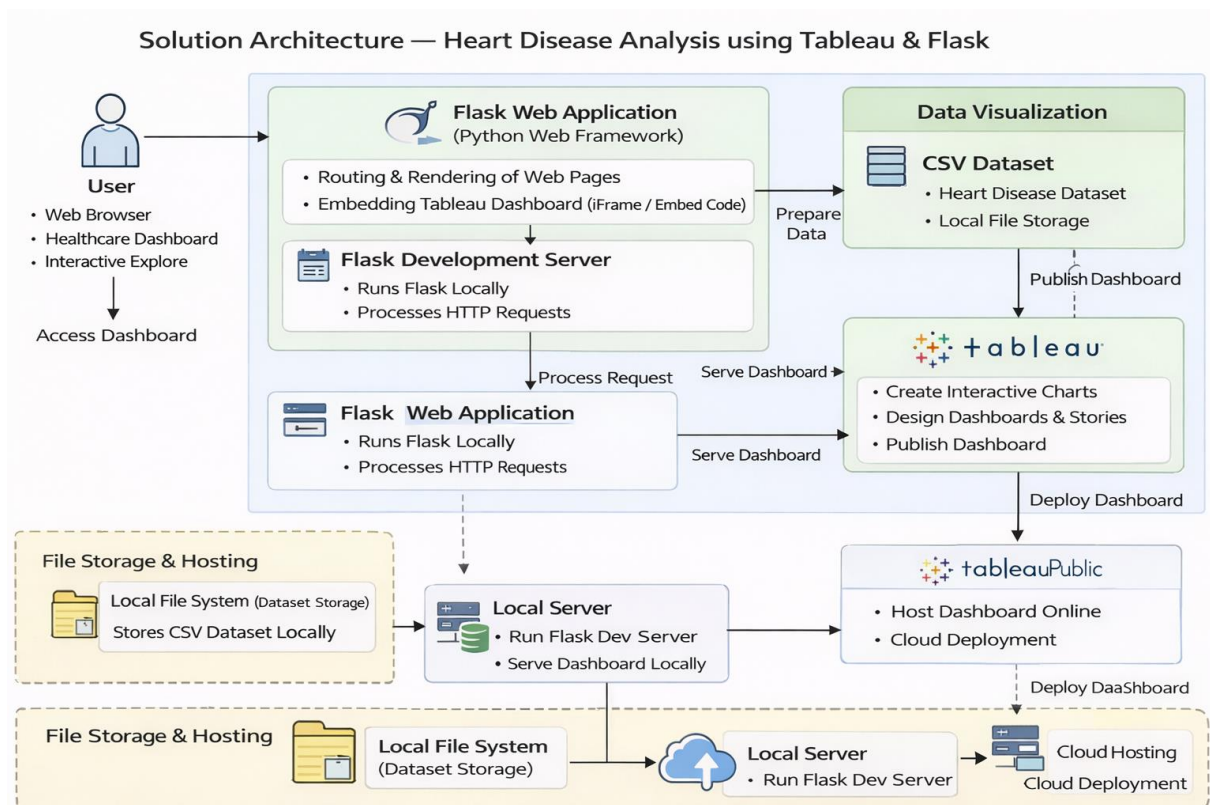 Solution Architecture — Heart Disease Analysis using Tableau & Flask
User
• Web Browser
• Healthcare Dashboard
• Interactive Explore
Access Dashboard
Flask Web Application
(Python Web Framework)
• Routing & Rendering of Web Pages
• Embedding Tableau Dashboard (iFrame / Embed Code)
Flask Development Server
• Runs Flask Locally
• Processes HTTP Requests
Prepare
Data
Data Visualization
CSV Dataset
• Heart Disease Dataset
• Local File Storage
Publish Dashboard
Process Request
Serve Dashboard
Flask Web Application
• Runs Flask Locally
• Processes HTTP Requests
Serve Dashboard
tableau
• Create Interactive Charts
• Design Dashboards & Stories
• Publish Dashboard
Deploy Dashboard
File Storage & Hosting
Local File System (Dataset Storage)
Stores CSV Dataset Locally
Local Server
• Run Flask Dev Server
• Serve Dashboard Locally
tableauPublic
• Host Dashboard Online
• Cloud Deployment
Deploy DaaShboard
File Storage & Hosting
Local File System
(Dataset Storage)
Local Server
• Run Flask Dev Server
Cloud Hosting
Cloud Deployment